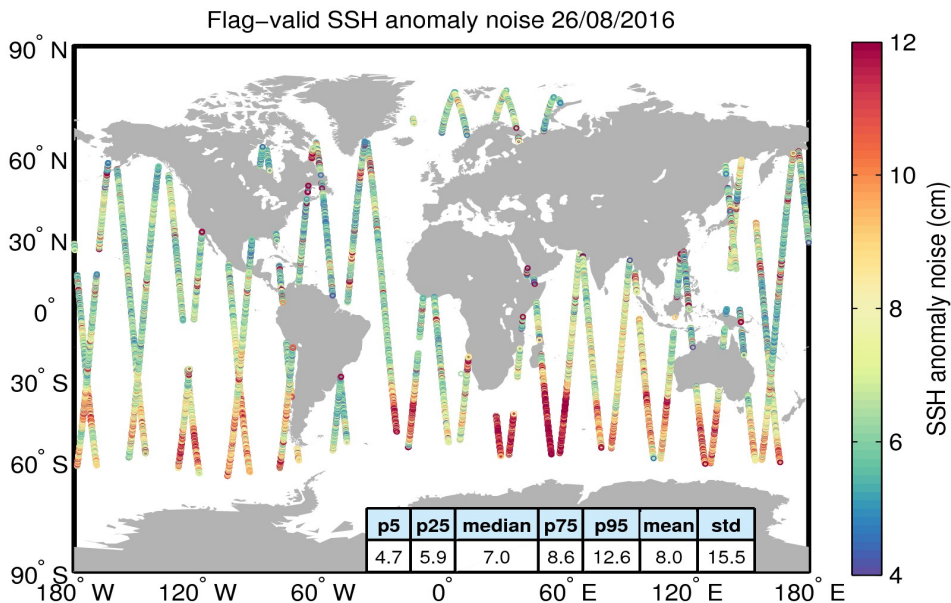 Flag−valid SSH anomaly noise 26/08/2016
90° N
60° N
30° N
0°
30° S
60° S
90° S
180° W 120° W 60° W 0° 60° E 120° E 180° E
p5 p25 median p75 p95 mean std
4.7 5.9 7.0 8.6 12.6 8.0 15.5
12
10
8
6
4
SSH anomaly noise (cm)